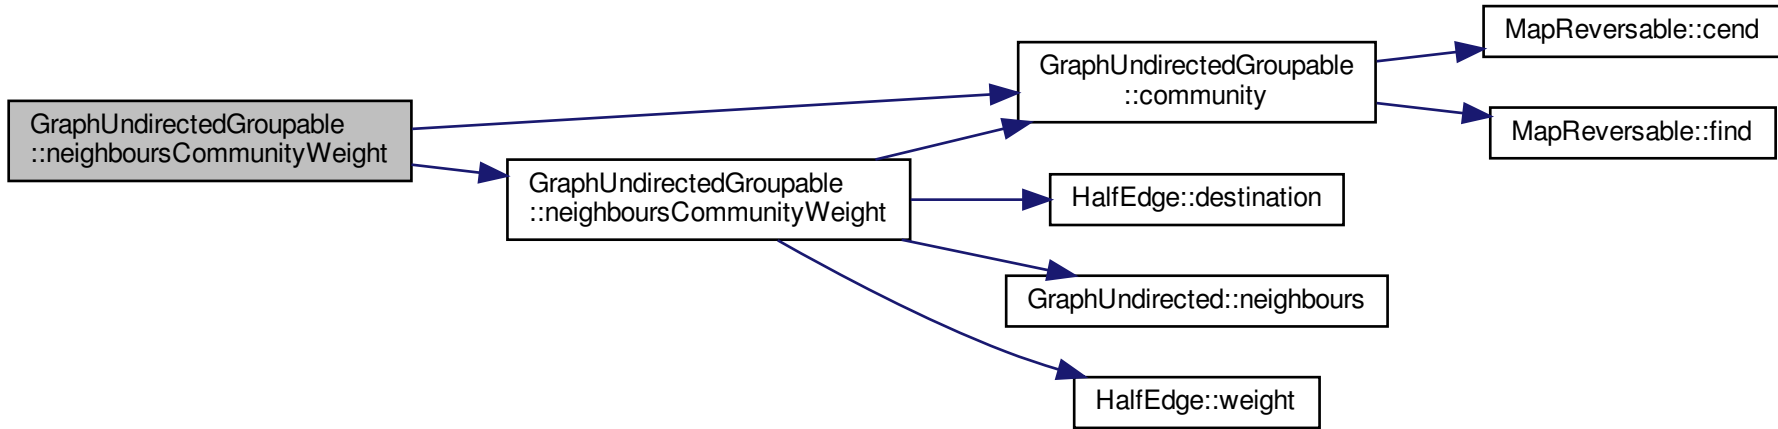 GraphUndirectedGroupable
::neighboursCommunityWeight
GraphUndirectedGroupable
::neighboursCommunityWeight
GraphUndirectedGroupable
::community
HalfEdge::destination
GraphUndirected::neighbours
HalfEdge::weight
MapReversable::cend
MapReversable::find